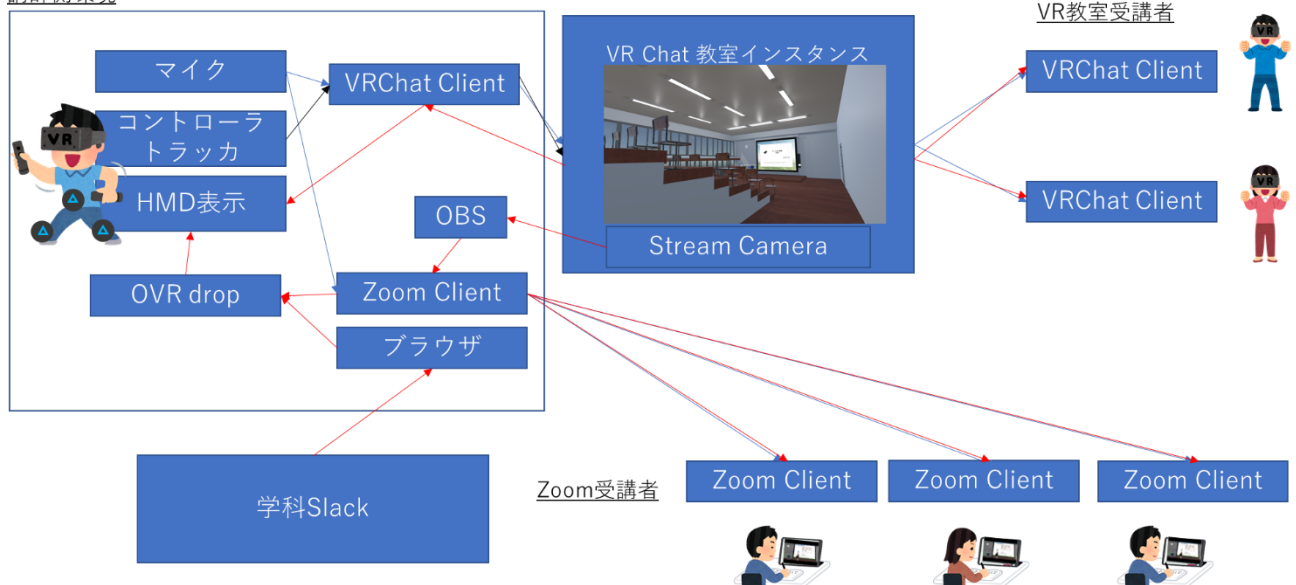 VR教室受講者
マイク
VRChat Client
VR Chat 教室インスタンス
VRChat Client
コントローラ
トラッカ
HMD表示
OBS
VRChat Client
Stream Camera
OVR drop
Zoom Client
ブラウザ
学科Slack
Zoom受講者
Zoom Client
Zoom Client
Zoom Client
VR
VR
VR